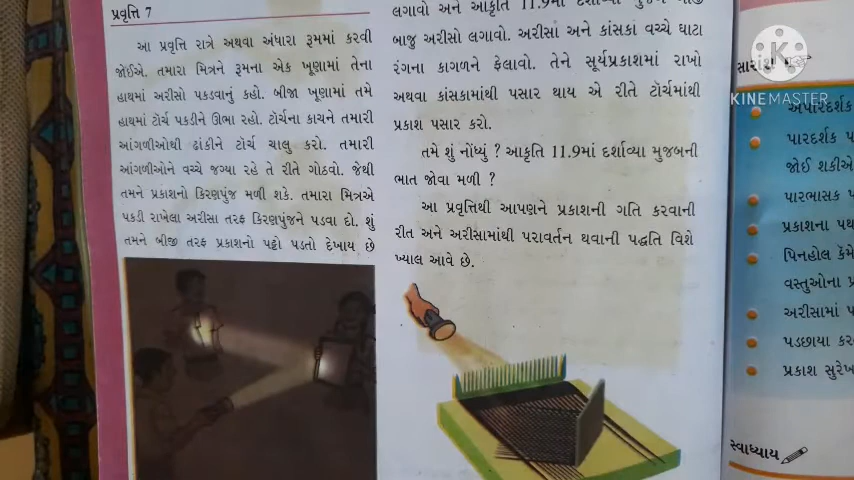 પ્રવૃત્તિ 7
આ પ્રવૃત્તિ રાત્રે અથવા અંધારા રૂમમાં કરવી
જોઈએ. તમારા મિત્રને રૂમના એક ખૂણામાં તેના
હાથમાં અરીસો પકડવાનું કહો. બીજા ખૂણામાં તમે
હાથમાં ટૉર્ચ પકડીને ઊભા રહો. ટૉર્ચના કાચને તમારી
આંગળીઓથી ઢાંકીને ટૉર્ચ ચાલુ કરો. તમારી
આંગળીઓને વચ્ચે જગ્યા રહે તે રીતે ગોઠવો. જેથી
તમને પ્રકાશનો કિરણપુંજ મળી શકે. તમારા મિત્રએ
પકડી રાખેલા અરીસા તરફ કિરણપુંજને પડવા દો. શું
તમને બીજી તરફ પ્રકાશનો પટ્ટો પડતો દેખાય છે
લગાવો અને આકૃતિ 11.9માં દર્શાવ્યા
બાજુ અરીસો લગાવો. અરીસા અને કાંસકા વચ્ચે ઘાટા
રંગના કાગળને ફેલાવો. તેને સૂર્યપ્રકાશમાં રાખો
અથવા કાંસકામાંથી પસાર થાય એ રીતે ટૉર્ચમાંથી
પ્રકાશ પસાર કરો.
તમે શું નોંધ્યું ? આકૃતિ 11.9માં દર્શાવ્યા મુજબની
ભાત જોવા મળી ?
આ પ્રવૃત્તિથી આપણને પ્રકાશની ગતિ કરવાની
રીત અને અરીસામાંથી પરાવર્તન થવાની પદ્ધતિ વિશે
ખ્યાલ આવે છે.
KINEMASTER
અપારદર્શક
પારદર્શક
જોઈ શકીએ
પારભાસક
પ્રકાશના
પિનહોલ
વસ્તુઓના
અરીસામાં
પડછાયા
પ્રકાશ
સ્વાધ્યાય